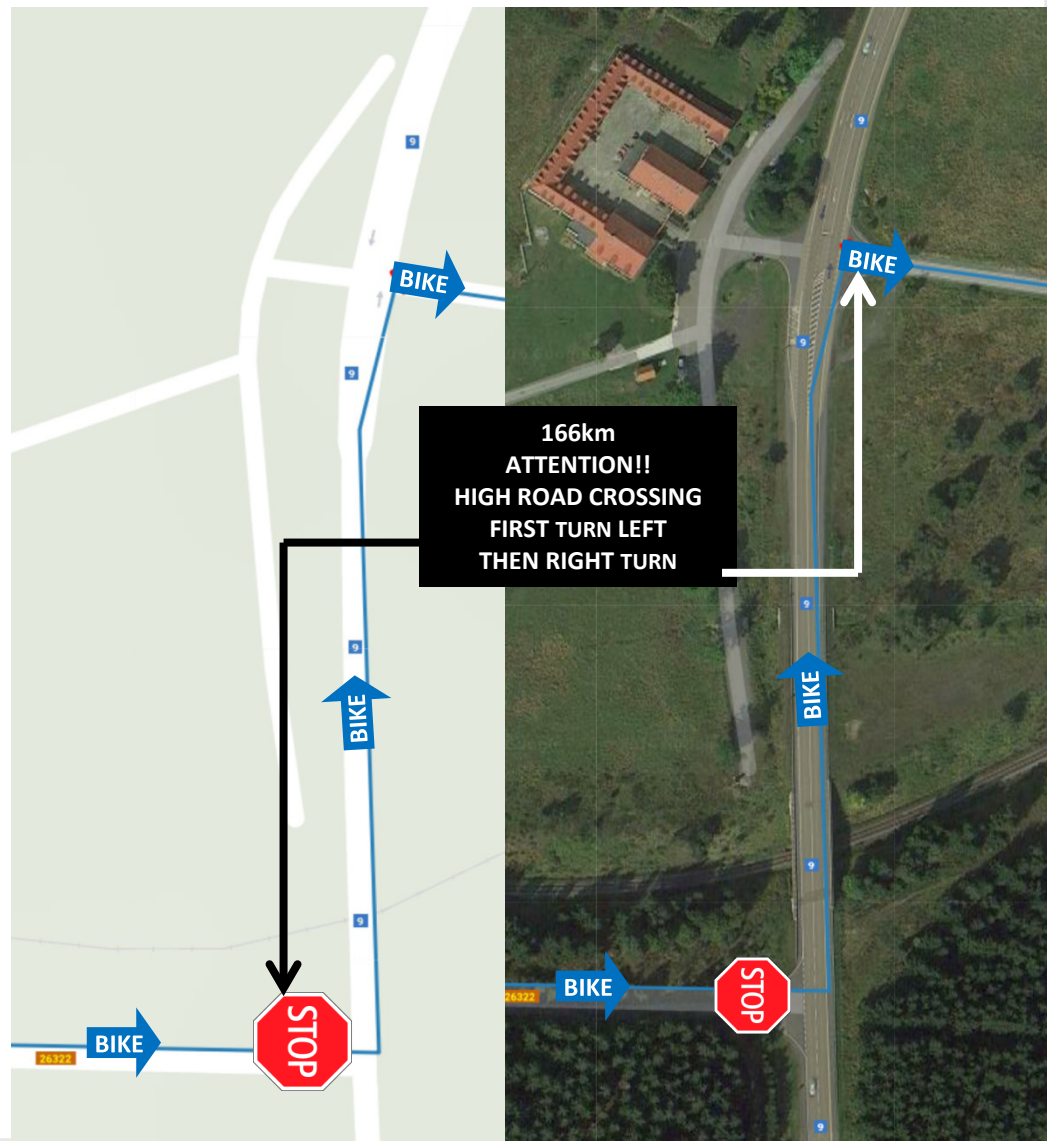 9
9
BIKE
BIKE
9
9
166km
ATTENTION!!
HIGH ROAD CROSSING
FIRST TURN LEFT
THEN RIGHT TURN
9
9
BIKE
BIKE
9
9
26322
BIKE
STOP
26322
BIKE
STOP
9